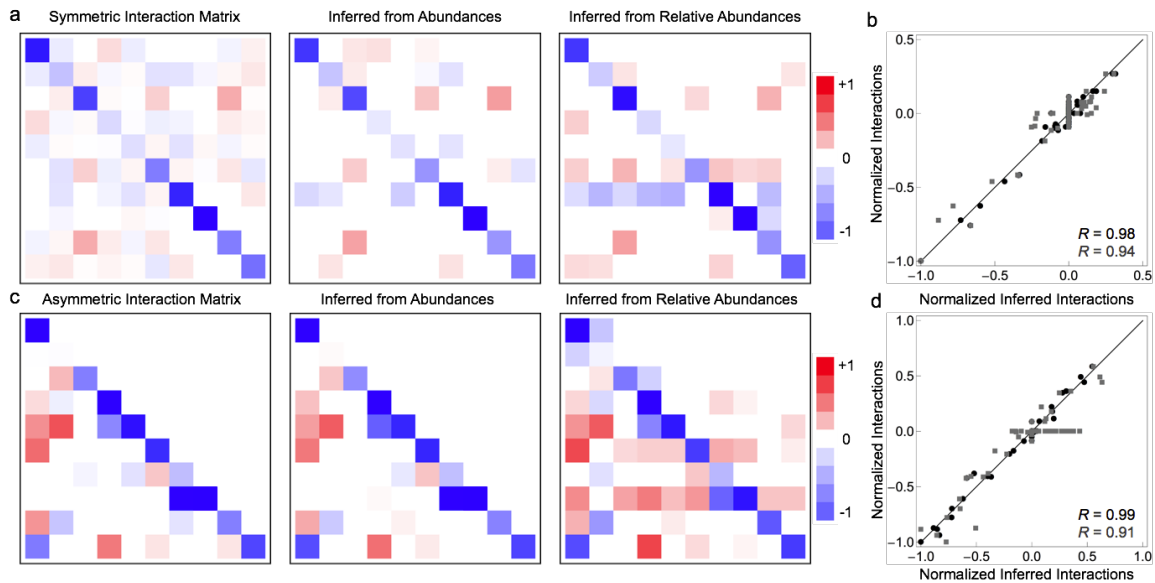 a
Symmetric Interaction Matrix
Inferred from Abundances
Inferred from Relative Abundances
+1
0
-1
b
0.5
0.0
−0.5
−1.0
Normalized Interactions
R = 0.98
R = 0.94
−1.0
−0.5
0.0
0.5
Normalized Inferred Interactions
c
Asymmetric Interaction Matrix
Inferred from Abundances
Inferred from Relative Abundances
+1
0
-1
d
1.0
0.5
0.0
−0.5
−1.0
Normalized Interactions
R = 0.99
R = 0.91
−1.0
−0.5
0.0
0.5
1.0
Normalized Inferred Interactions